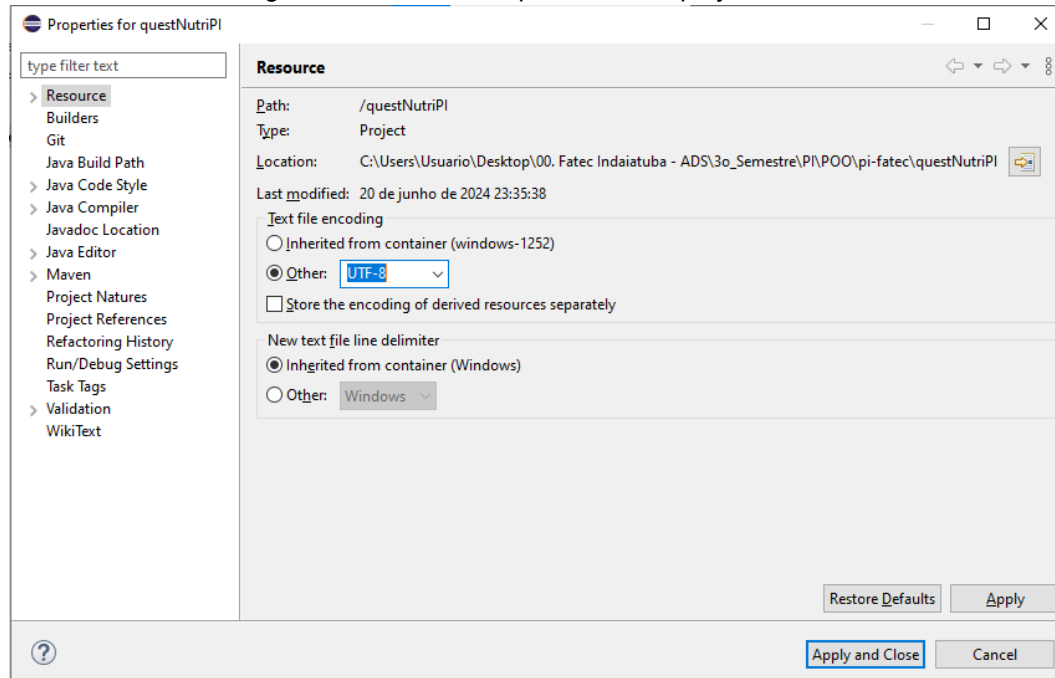 Properties for questNutriPI
type filter text
Resource
Builders
Git
Java Build Path
Java Code Style
Java Compiler
Javadoc Location
Java Editor
Maven
Project Natures
Project References
Refactoring History
Run/Debug Settings
Task Tags
Validation
WikiText
Resource
Path: /questNutriPI
Type: Project
Location: C:\Users\Usuario\Desktop\00. Fatec Indaiatuba - ADS\3o_Semestre\PI\POO\pi-fatec\questNutriPI
Last modified: 20 de junho de 2024 23:35:38
Text file encoding
Inherited from container (windows-1252)
Other: UTF-8
Store the encoding of derived resources separately
New text file line delimiter
Inherited from container (Windows)
Other: Windows
Restore Defaults Apply
? Apply and Close Cancel